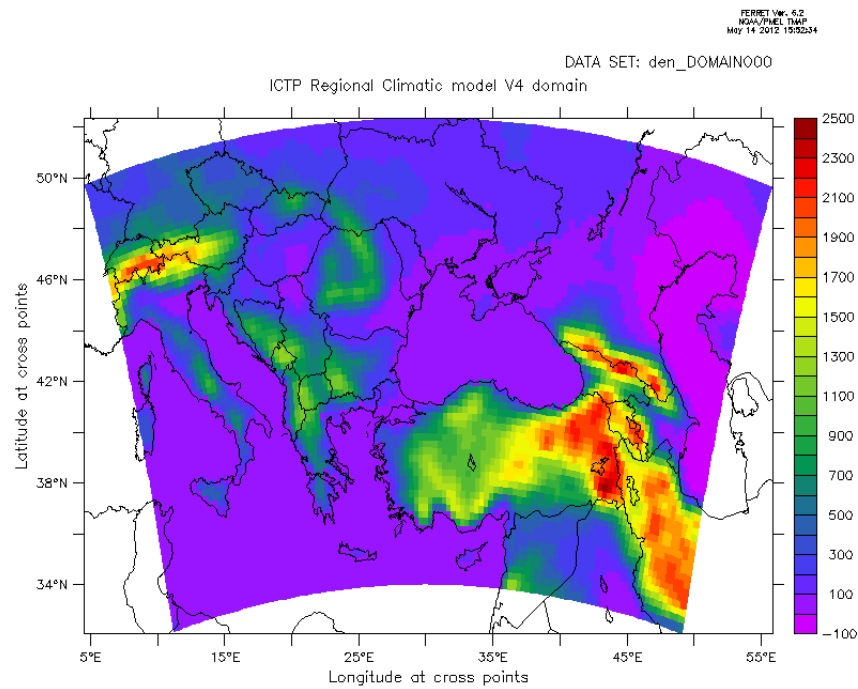 FERRET Ver. 6.2
NOAA/PMEL TMAP
May 14 2012 15:52:34
DATA SET: den_DOMAIN000
ICTP Regional Climatic model V4 domain
50°N
46°N
42°N
38°N
34°N
Latitude at cross points
5°E 15°E 25°E 35°E 45°E 55°E
Longitude at cross points
2500
2300
2100
1900
1700
1500
1300
1100
900
700
500
300
100
-100